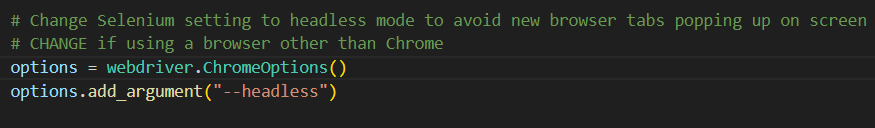 # Change Selenium setting to headless mode to avoid new browser tabs popping up on screen
# CHANGE if using a browser other than Chrome
options = webdriver.ChromeOptions()
options.add_argument("--headless")